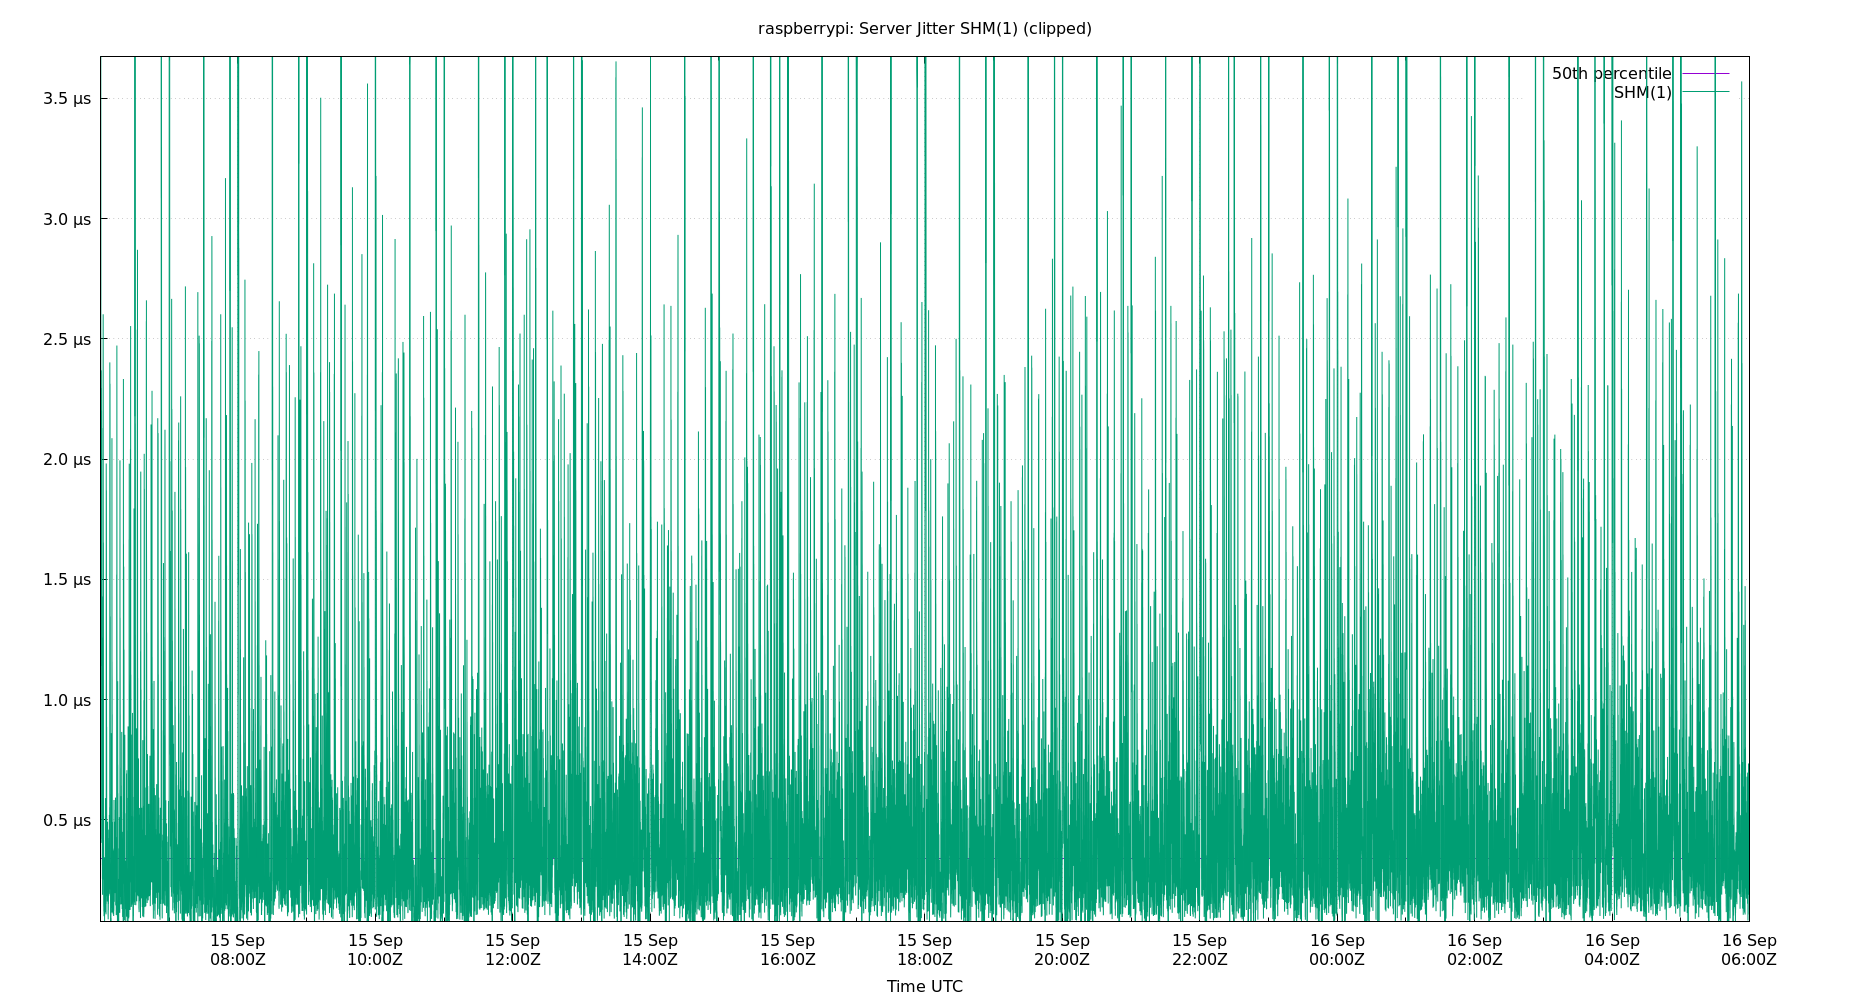 raspberrypi: Server Jitter SHM(1) (clipped)
50th percentile
SHM(1)
3.5 µs
3.0 µs
2.5 µs
2.0 µs
1.5 µs
1.0 µs
0.5 µs
15 Sep 15 Sep 15 Sep 15 Sep 15 Sep 15 Sep 15 Sep 15 Sep 16 Sep 16 Sep 16 Sep 16 Sep
08:00Z 10:00Z 12:00Z 14:00Z 16:00Z 18:00Z 20:00Z 22:00Z 00:00Z 02:00Z 04:00Z 06:00Z
Time UTC